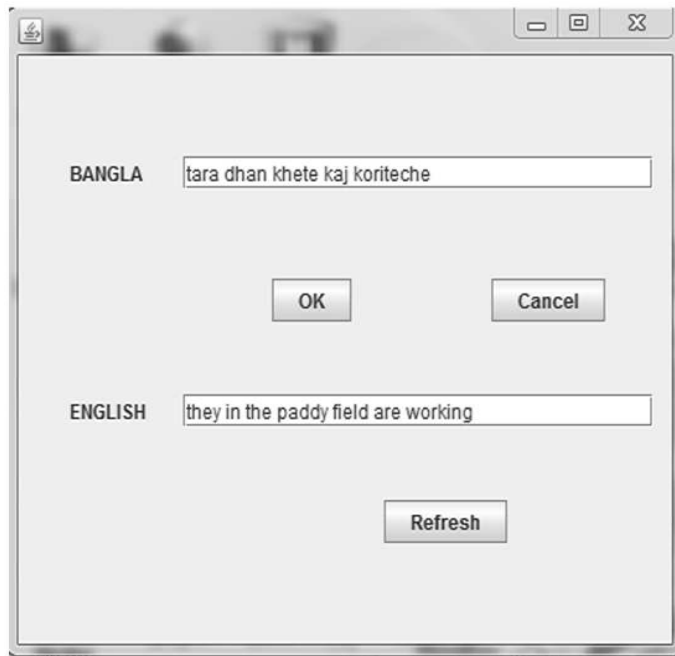 BANGLA tara dhan khete kaj koriteche
OK Cancel
ENGLISH they in the paddy field are working
Refresh